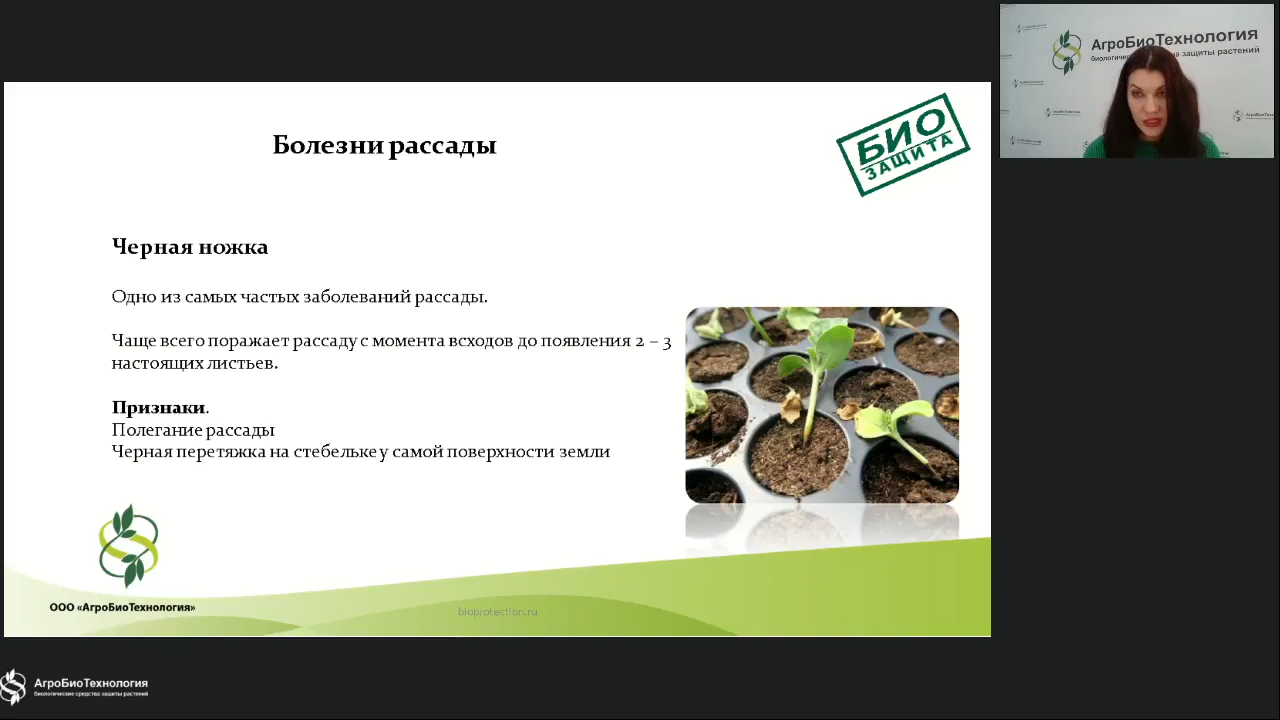 АгроБиоТехнология
Болезни рассады
БИО
ЗАЩИТА
Черная ножка
Одно из самых частых заболеваний рассады.
Чаще всего поражает рассаду с момента всходов до появления 2 – 3
настоящих листьев.
Признаки.
Полегание рассады
Черная перетяжка на стебельке у самой поверхности земли
ООО «АгроБиоТехнология»
bioprotection.ru
АгроБиоТехнология
биологические средства защиты растений